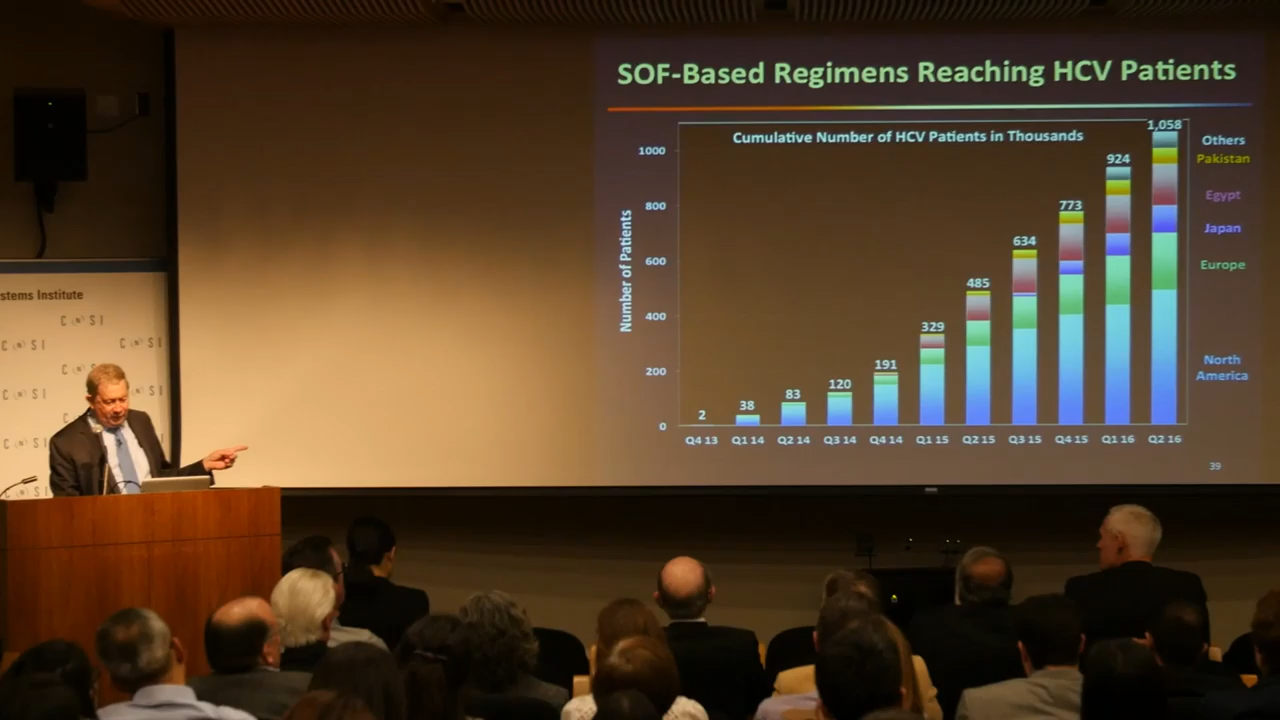 SOF-Based Regimens Reaching HCV Patients
Cumulative Number of HCV Patients in Thousands
Number of Patients
1000
800
600
400
200
0
2
38
83
120
191
329
485
634
773
924
1,058
Q4 13
Q1 14
Q2 14
Q3 14
Q4 14
Q1 15
Q2 15
Q3 15
Q4 15
Q1 16
Q2 16
Others
Pakistan
Egypt
Japan
Europe
North
America
39
stems Institute
C N S I
C N S I
C N S I
C N S I
C N S I
C N S I